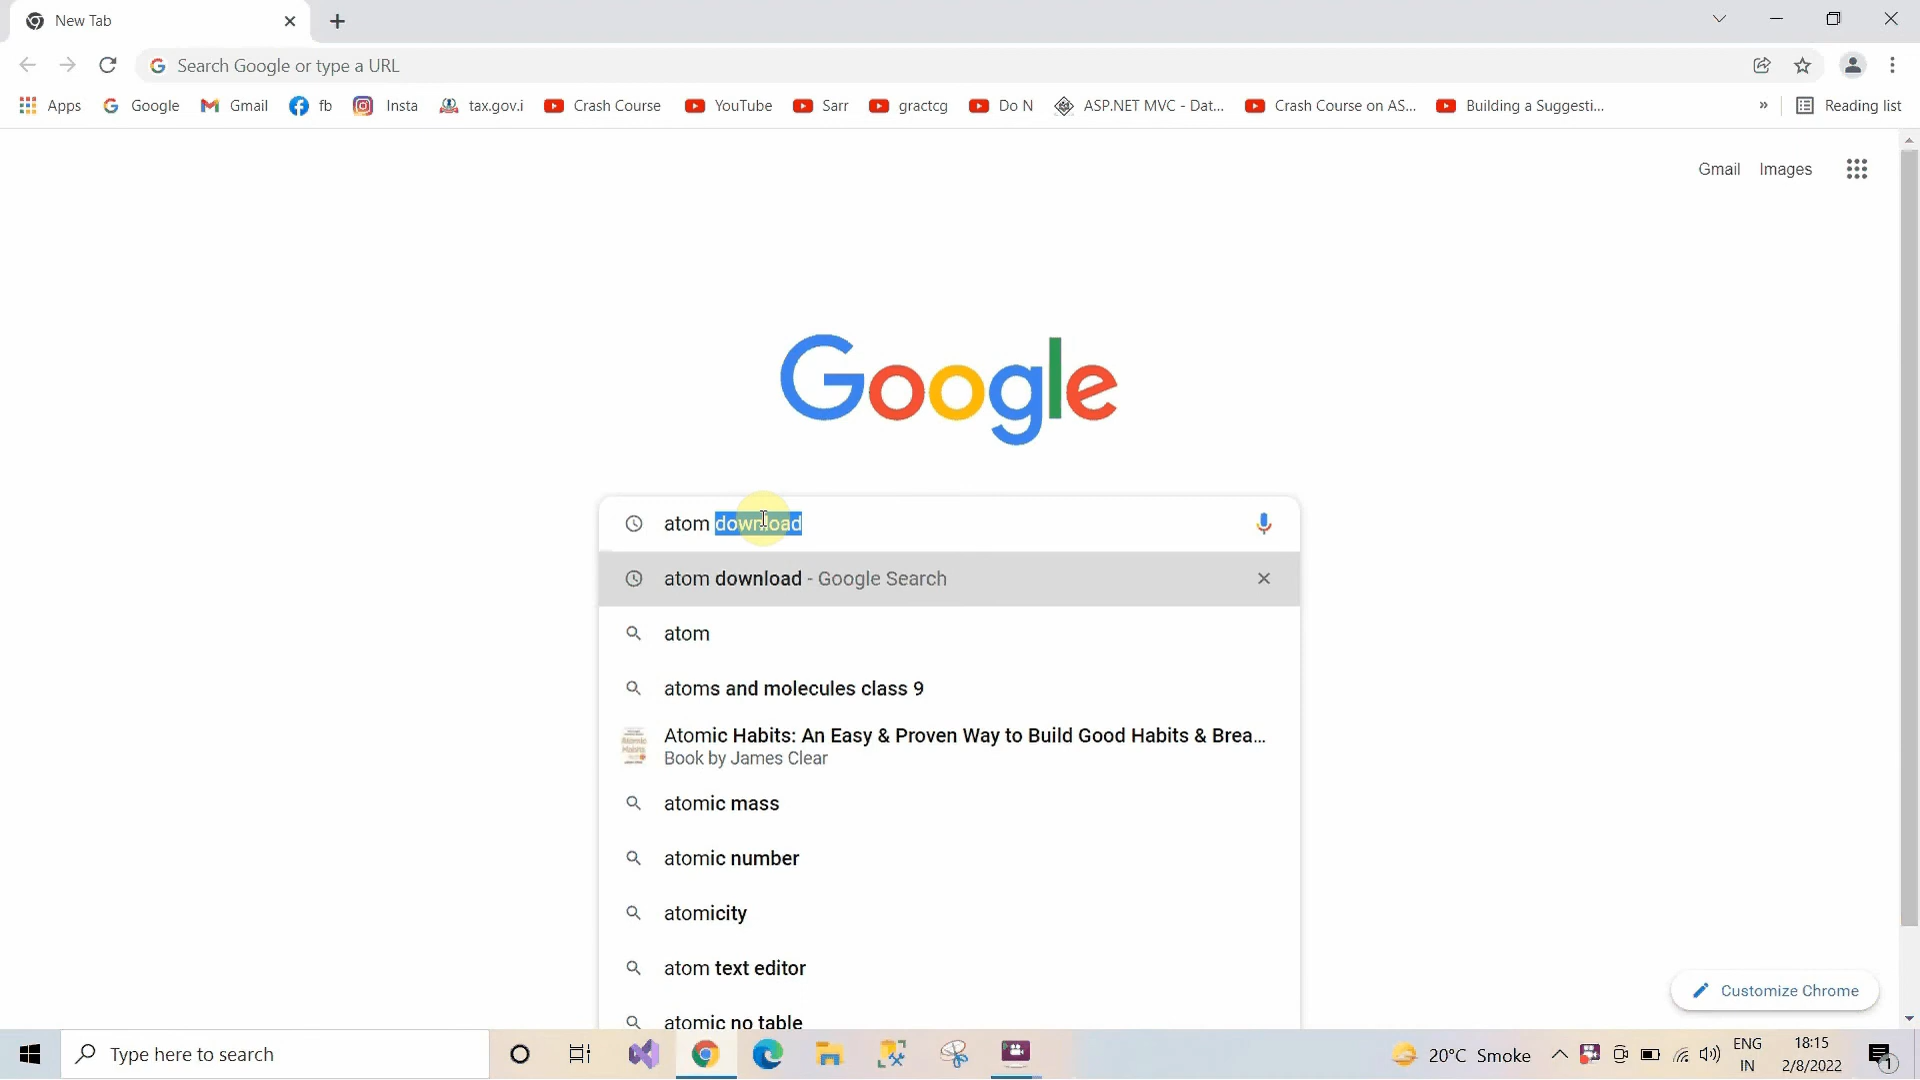 New Tab
Search Google or type a URL
Apps Google Gmail fb Insta tax.gov.i Crash Course YouTube Sarr gractcg Do N ASP.NET MVC - Dat... Crash Course on AS... Building a Suggesti... » Reading list
Gmail Images
Google
atom download
atom download - Google Search
atom
atoms and molecules class 9
Atomic Habits: An Easy & Proven Way to Build Good Habits & Brea...
Book by James Clear
atomic mass
atomic number
atomicity
atom text editor
atomic no table
Customize Chrome
Type here to search
20°C Smoke
ENG
IN
18:15
2/8/2022
1